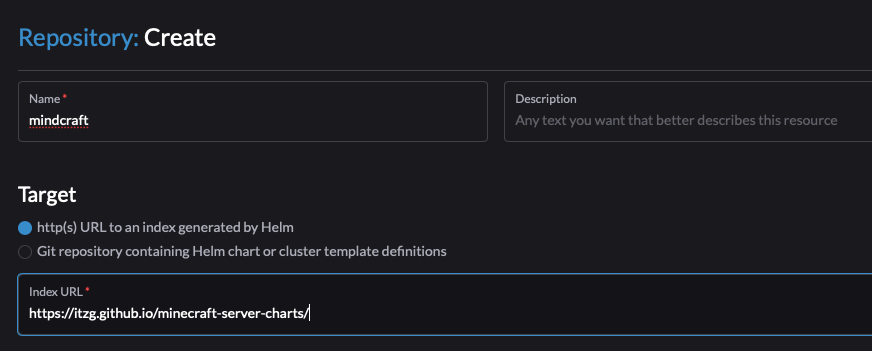 Repository: Create
Name *
mindcraft
Description
Any text you want that better describes this resource
Target
http(s) URL to an index generated by Helm
Git repository containing Helm chart or cluster template definitions
Index URL *
https://itzg.github.io/minecraft-server-charts/